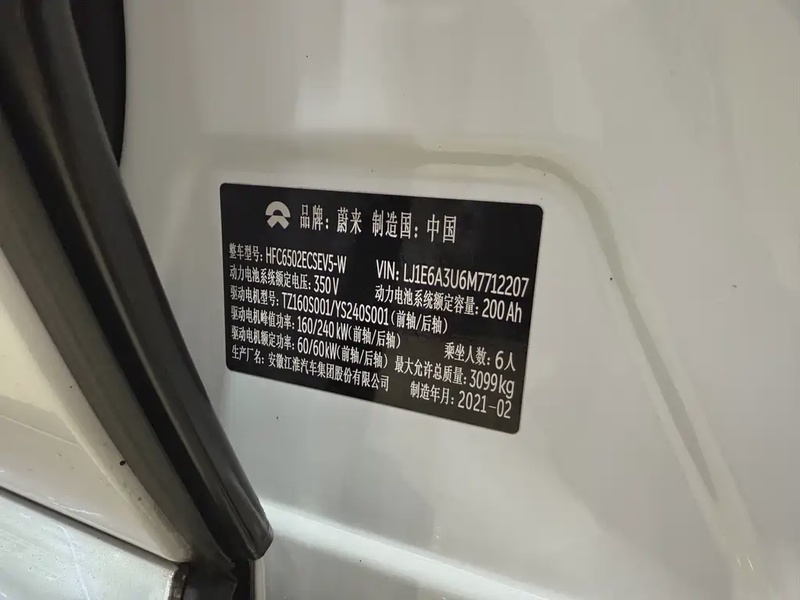 品牌：蔚来 制造国：中国
整车型号：HFC6502ECSEV5-W VIN：LJ1E6A3U6M7712207
动力电池系统额定电压：350V 动力电池系统额定容量：200Ah
驱动电机型号：TZ160S001/YS240S001(前轴/后轴)
驱动电机峰值功率：160/240kW(前轴/后轴) 乘坐人数：6人
驱动电机额定功率：60/60kW(前轴/后轴) 最大允许总质量：3099kg
生产厂名：安徽江淮汽车集团股份有限公司 制造年月：2021-02